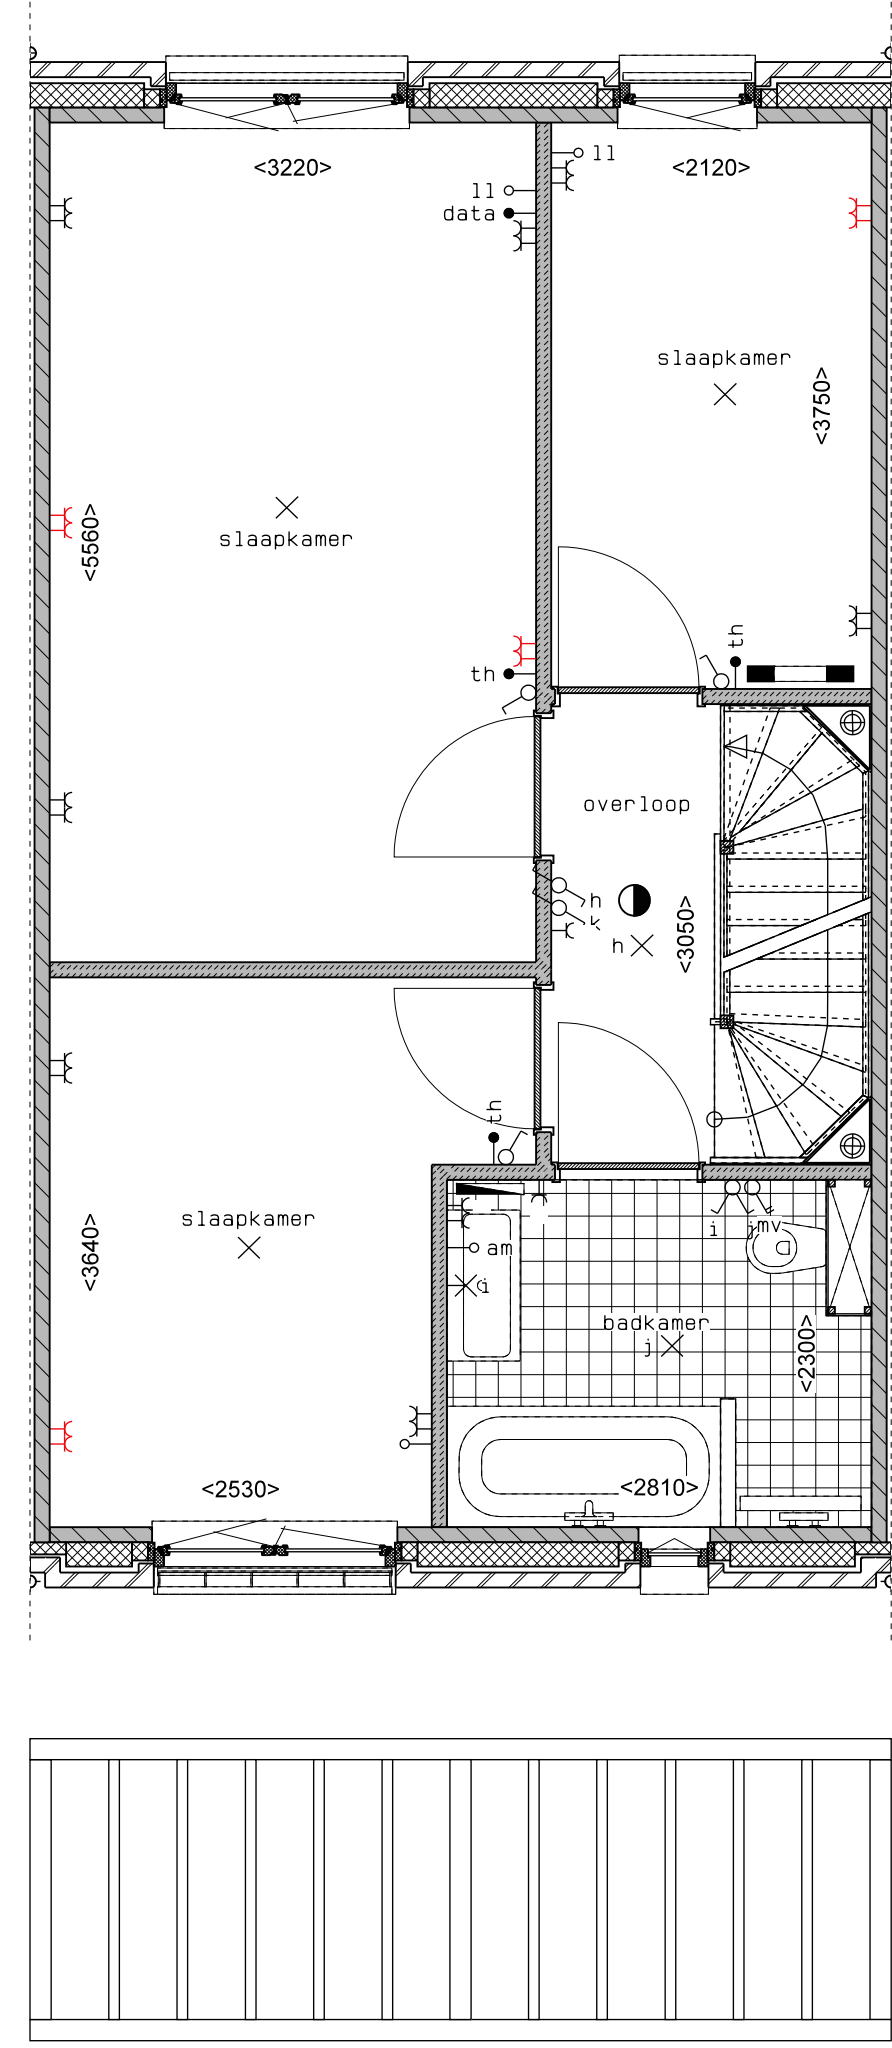 <3220>
<2120>
ll
ll
data
slaapkamer
<3750>
<5560>
slaapkamer
th
th
overloop
h
k
h
<3050>
th
slaapkamer
<3640>
i
j
mv
am
i
badkamer
j
<2300>
<2530>
<2810>